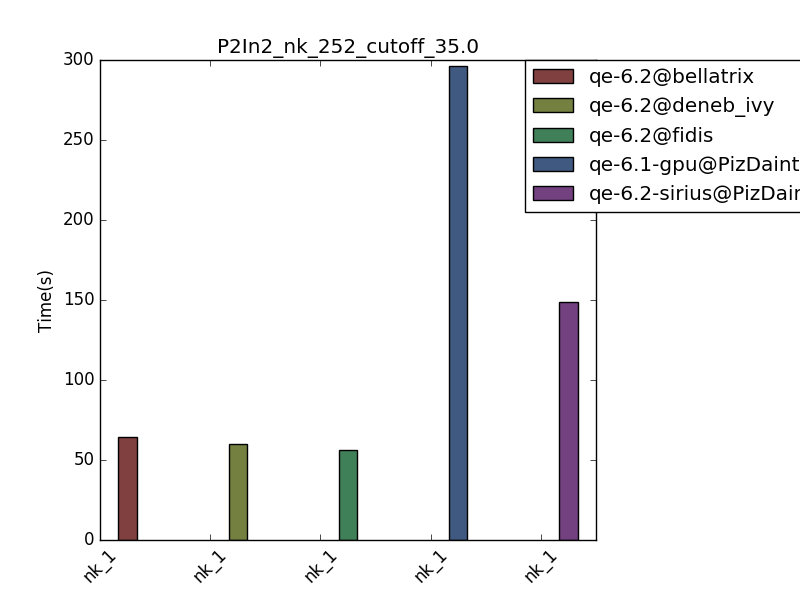 P2In2_nk_252_cutoff_35.0
300
250
200
150
100
50
0
Time(s)
nk_1
nk_1
nk_1
nk_1
nk_1
qe-6.2@bellatrix
qe-6.2@deneb_ivy
qe-6.2@fidis
qe-6.1-gpu@PizDaint
qe-6.2-sirius@PizDain